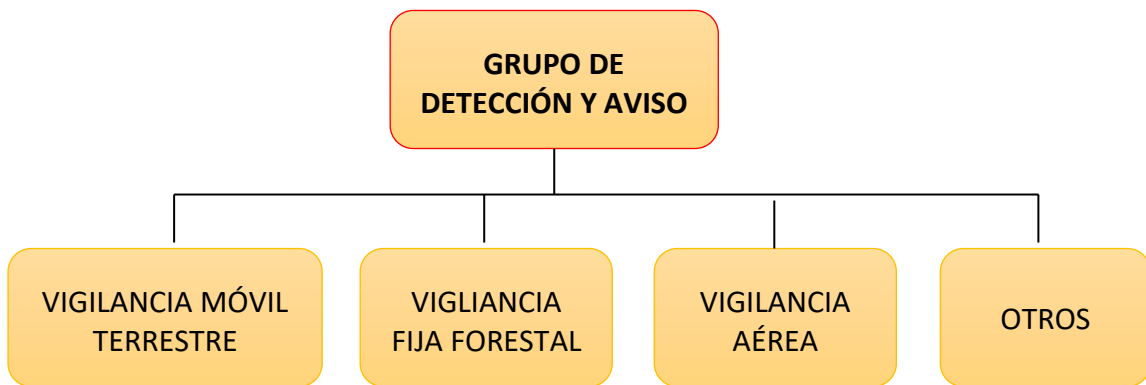 GRUPO DE
DETECCIÓN Y AVISO
VIGILANCIA MÓVIL
TERRESTRE
VIGLIANCIA
FIJA FORESTAL
VIGILANCIA
AÉREA
OTROS